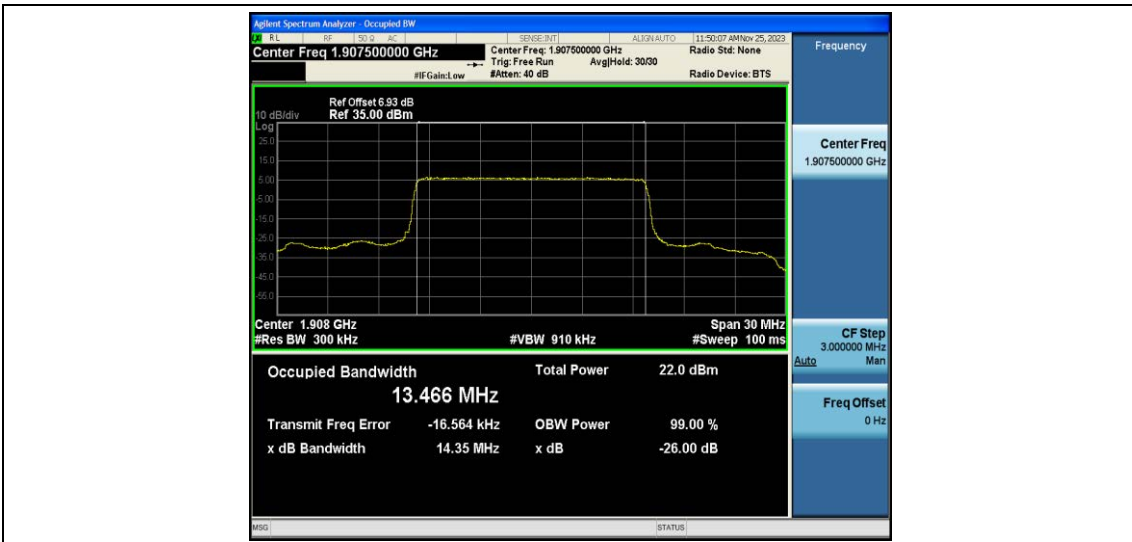 Agilent Spectrum Analyzer - Occupied BW
RL RF 50 Ω AC SENSE:INT ALIGN AUTO 11:50:07 AM Nov 25, 2023
Center Freq 1.907500000 GHz
Center Freq: 1.907500000 GHz
Radio Std: None
Trig: Free Run Avg|Hold: 30/30
#IFGain:Low #Atten: 40 dB Radio Device: BTS
Frequency
Ref Offset 6.93 dB
10 dB/div Ref 35.00 dBm
Log
25.0
15.0
5.00
-5.00
-15.0
-25.0
-35.0
-45.0
-55.0
Center Freq
1.907500000 GHz
Center 1.908 GHz Span 30 MHz
#Res BW 300 kHz #VBW 910 kHz #Sweep 100 ms
CF Step
3.000000 MHz
Auto Man
Occupied Bandwidth Total Power 22.0 dBm
13.466 MHz
Transmit Freq Error -16.564 kHz OBW Power 99.00 %
x dB Bandwidth 14.35 MHz x dB -26.00 dB
Freq Offset
0 Hz
MSG STATUS